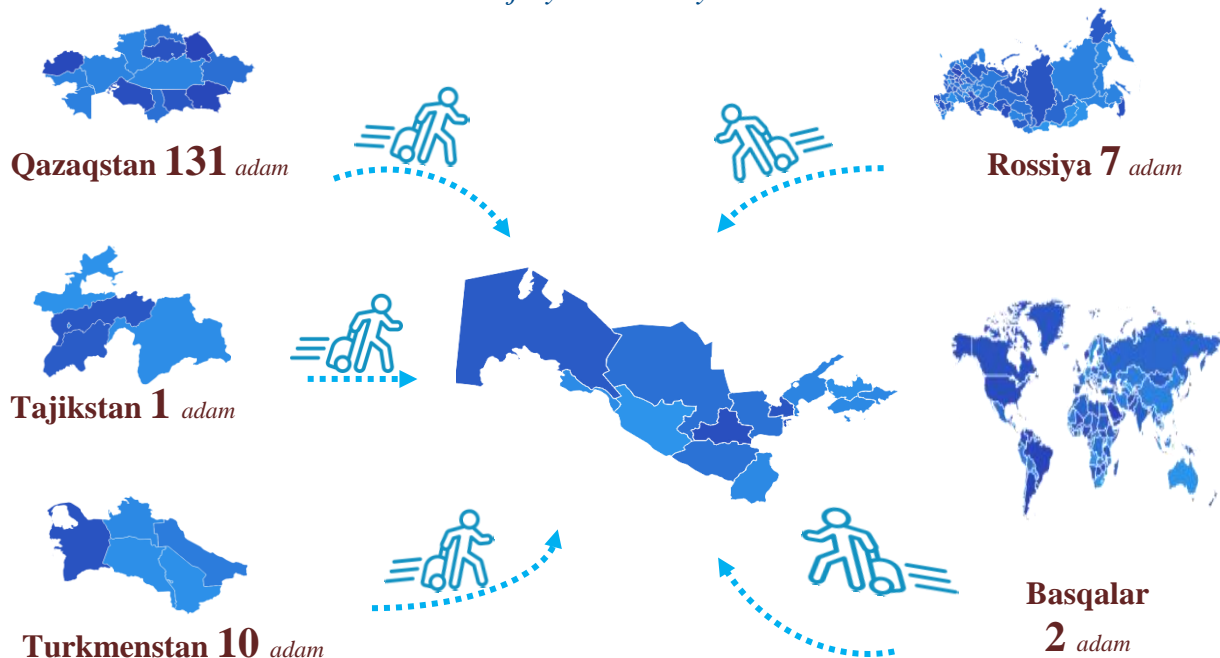 Qazaqstan 131 adam
Rossiya 7 adam
Tajikstan 1 adam
Turkmenstan 10 adam
Basqalar
2 adam